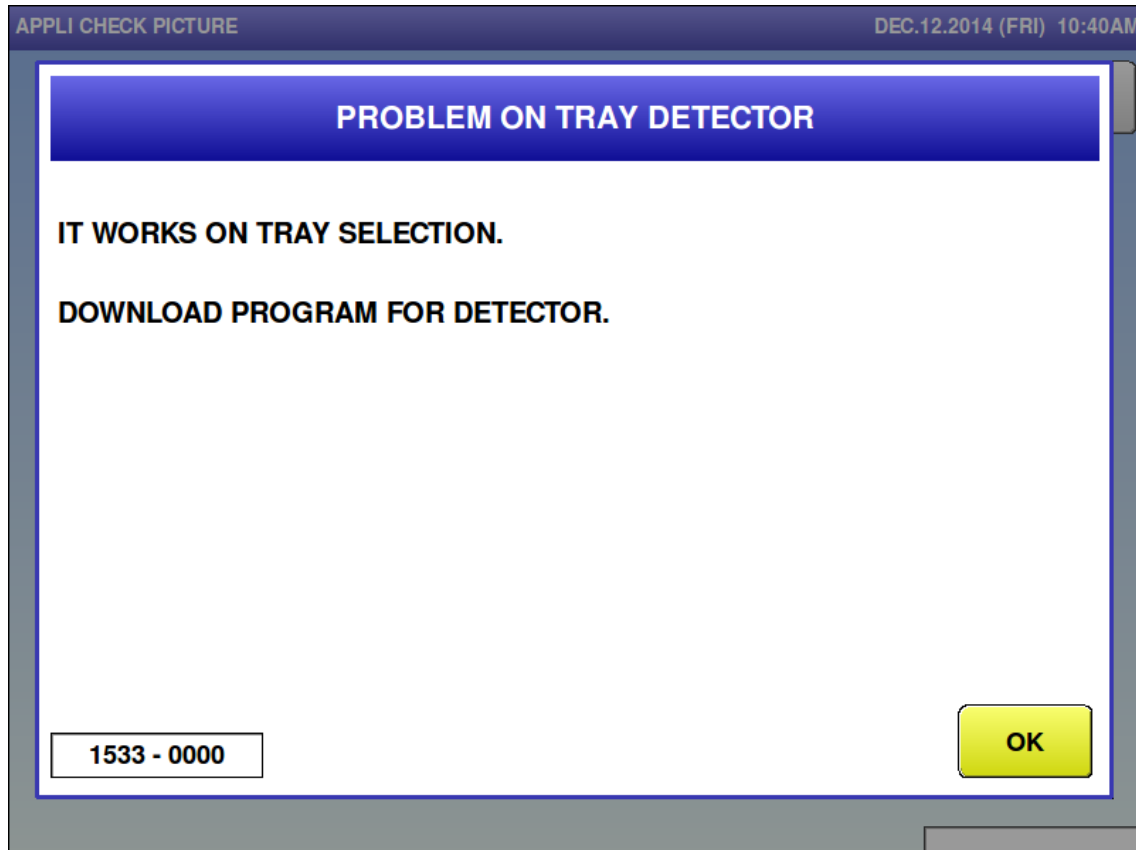 APPLI CHECK PICTURE DEC.12.2014 (FRI) 10:40AM
PROBLEM ON TRAY DETECTOR
IT WORKS ON TRAY SELECTION.
DOWNLOAD PROGRAM FOR DETECTOR.
1533 - 0000
OK